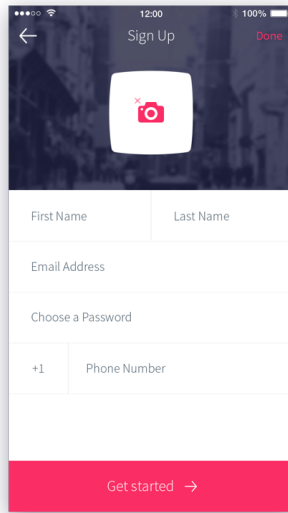 12:00
100%
Sign Up
Done
First Name
Last Name
Email Address
Choose a Password
+1
Phone Number
Get started